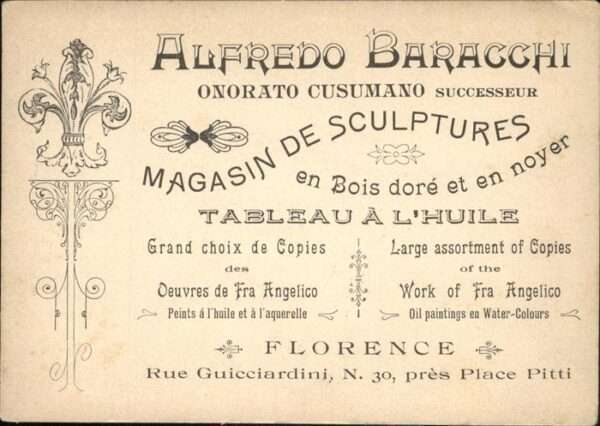 ALFREDO BARACCHI
ONORATO CUSUMANO SUCCESSEUR
MAGASIN DE SCULPTURES
en Bois doré et en noyer
TABLEAU À L'HUILE
Grand choix de Copies
des
Oeuvres de Fra Angelico
Peints á l'huile et à l'aquerelle
Large assortment of Copies
of the
Work of Fra Angelico
Oil paintings en Water-Colours
FLORENCE
Rue Guicciardini, N. 30, près Place Pitti